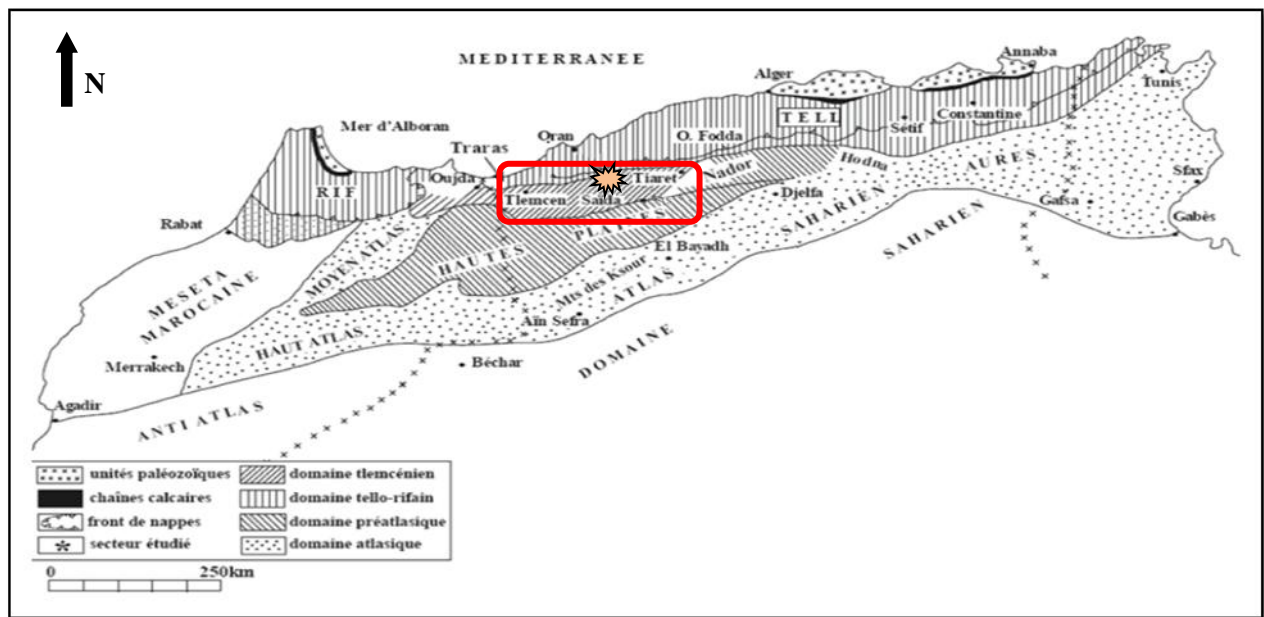 N
MEDITERRANEE
Annaba
Alger
Tunis
Mer d'Alboran
Constantine
TELL
Oran
O. Fodda
Sétif
Traras
RIF
Oujda
Tiaret
Nador
Hodna
AURES
Sfax
Tlemcen
Saïda
Djelfa
Gafsa
Gabès
Rabat
HAUTES PLAINES
El Bayadh
SAHARIEN
SAHARIEN
MOYEN ATLAS
MESETA
MAROCAINE
Mts des Ksour
ATLAS
Aïn Sefra
HAUT ATLAS
DOMAINE
Merrakech
Béchar
Agadir
ANTI ATLAS
unités paléozoïques
domaine tlemcénien
chaînes calcaires
domaine tello-rifain
front de nappes
domaine préatlasique
secteur étudié
domaine atlasique
0 250km